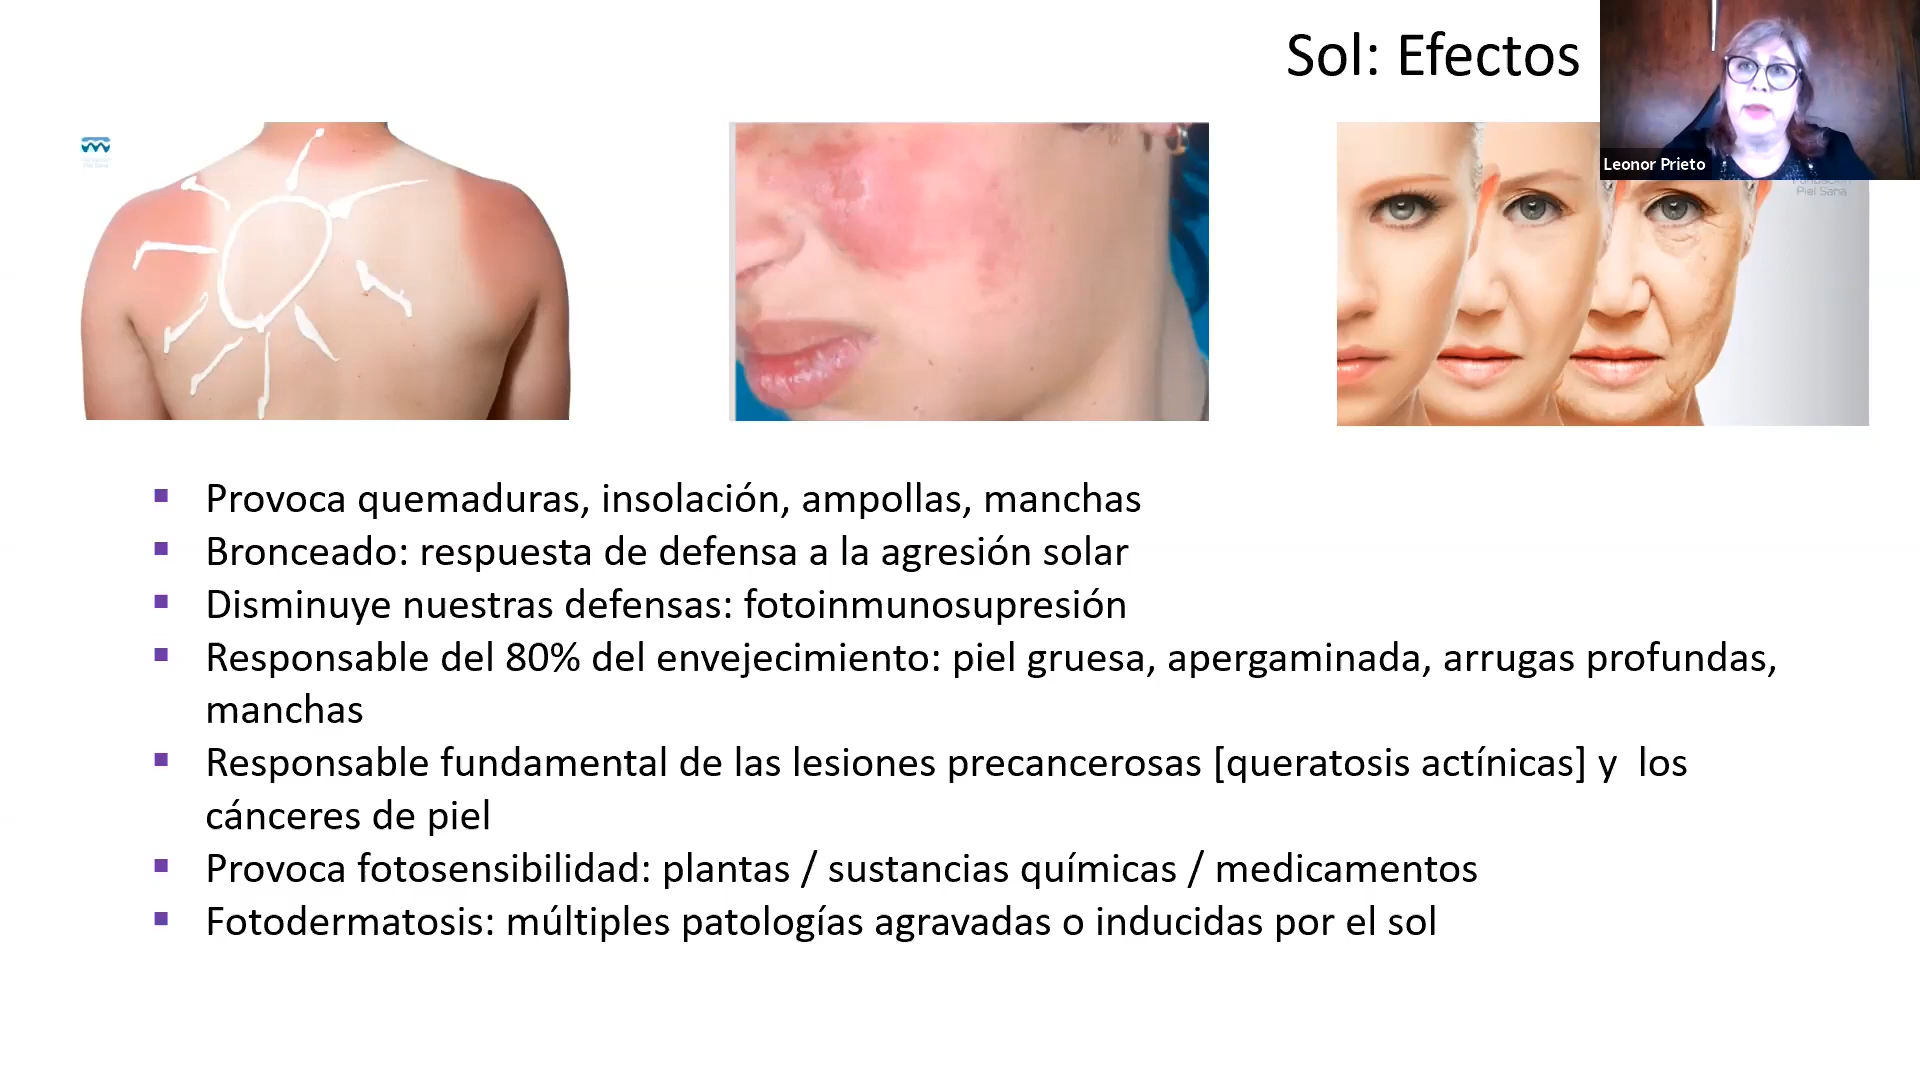 Sol: Efectos
Leonor Prieto
Piel Sana
Provoca quemaduras, insolación, ampollas, manchas
Bronceado: respuesta de defensa a la agresión solar
Disminuye nuestras defensas: fotoinmunosupresión
Responsable del 80% del envejecimiento: piel gruesa, apergaminada, arrugas profundas,
manchas
Responsable fundamental de las lesiones precancerosas [queratosis actínicas] y  los
cánceres de piel
Provoca fotosensibilidad: plantas / sustancias químicas / medicamentos
Fotodermatosis: múltiples patologías agravadas o inducidas por el sol